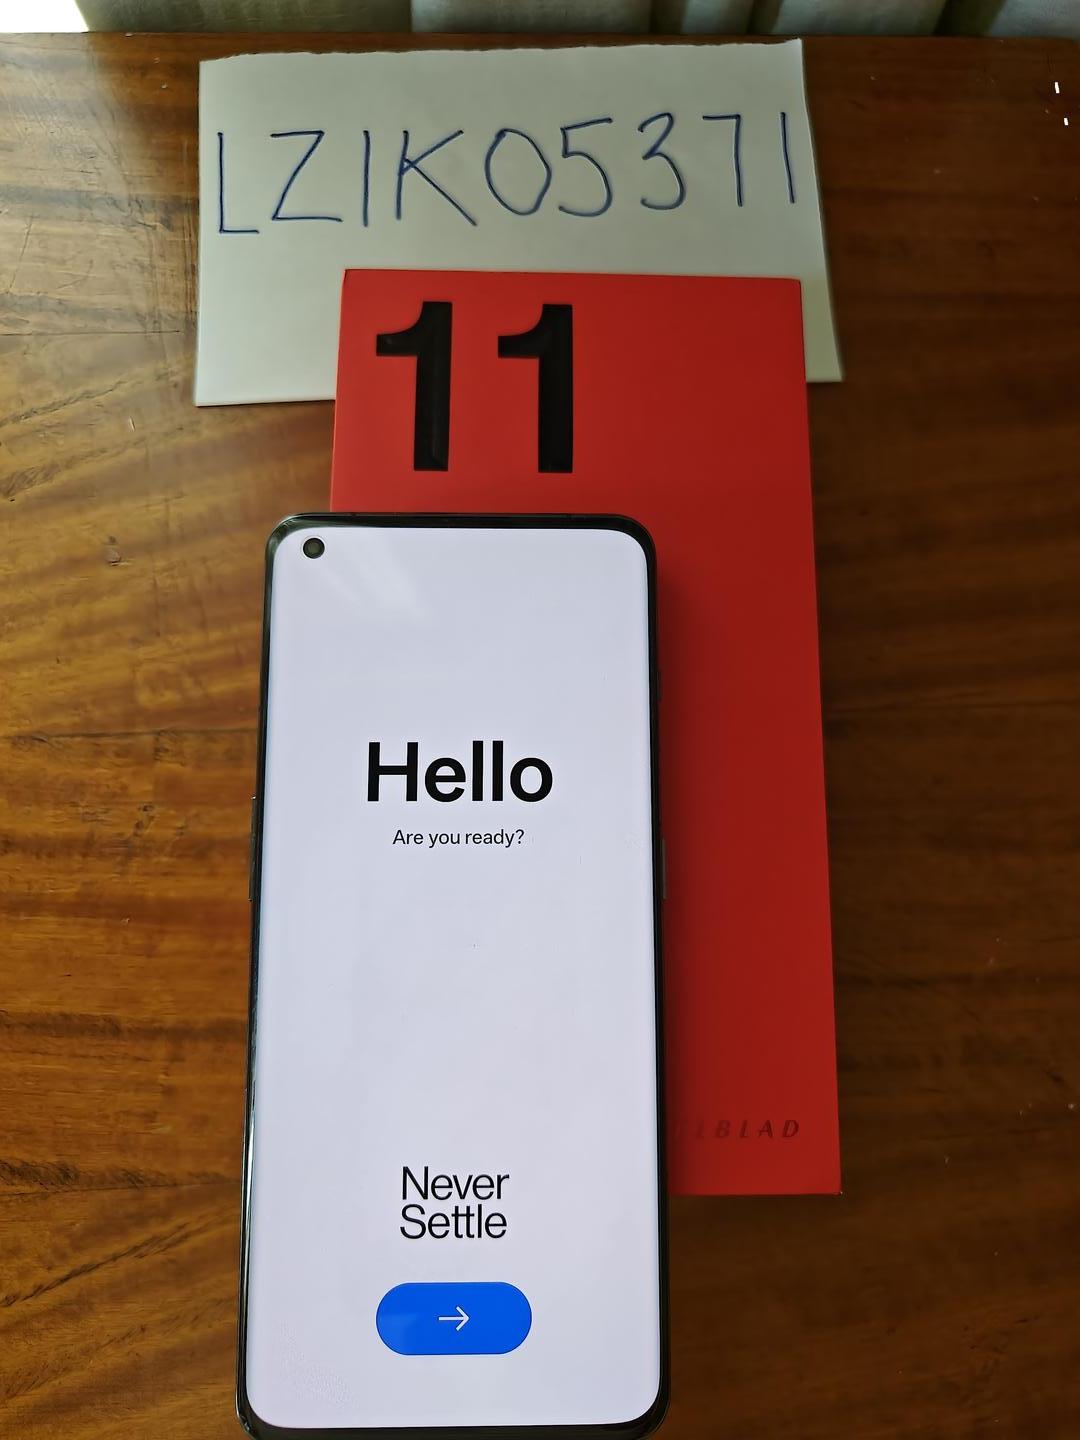 LZIK05371
11
Hello
Are you ready?
Never
Settle